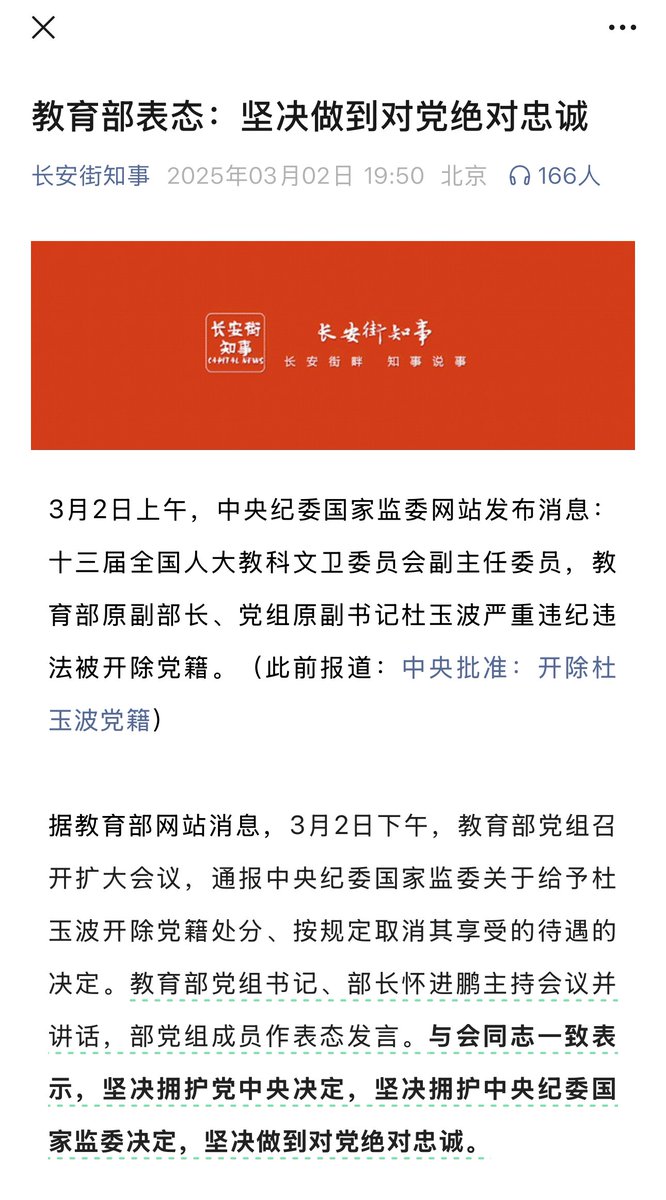 教育部表态：坚决做到对党绝对忠诚
长安街知事 2025年03月02日 19:50 北京 166人
长安街
知事
CAPITAL NEWS
长安街知事
长安街畔 知事说事
3月2日上午，中央纪委国家监委网站发布消息：
十三届全国人大教科文卫委员会副主任委员，教
育部原副部长、党组原副书记杜玉波严重违纪违
法被开除党籍。（此前报道：中央批准：开除杜
玉波党籍）
据教育部网站消息，3月2日下午，教育部党组召
开扩大会议，通报中央纪委国家监委关于给予杜
玉波开除党籍处分、按规定取消其享受的待遇的
决定。教育部党组书记、部长怀进鹏主持会议并
讲话，部党组成员作表态发言。与会同志一致表
示，坚决拥护党中央决定，坚决拥护中央纪委国
家监委决定，坚决做到对党绝对忠诚。